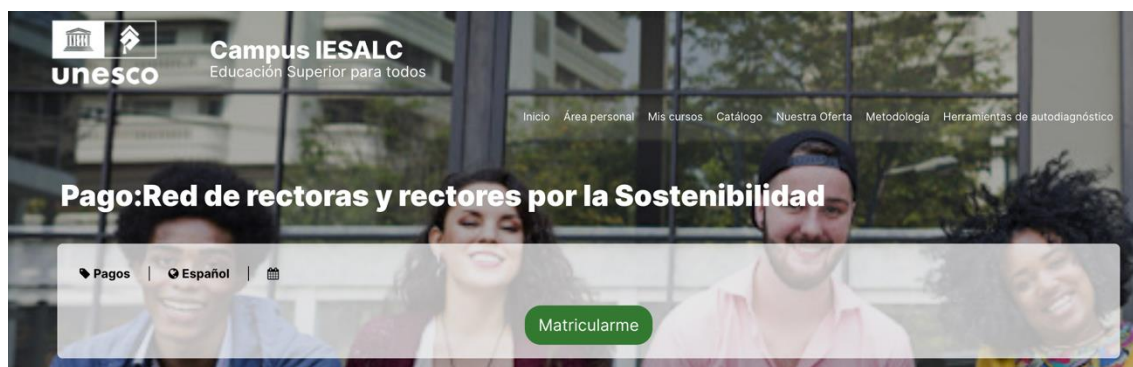 unesco
Campus IESALC
Educación Superior para todos
Inicio Área personal Mis cursos Catálogo Nuestra Oferta Metodología Herramientas de autodiagnóstico
Pago:Red de rectoras y rectores por la Sostenibilidad
Pagos | Español |
Matricularme